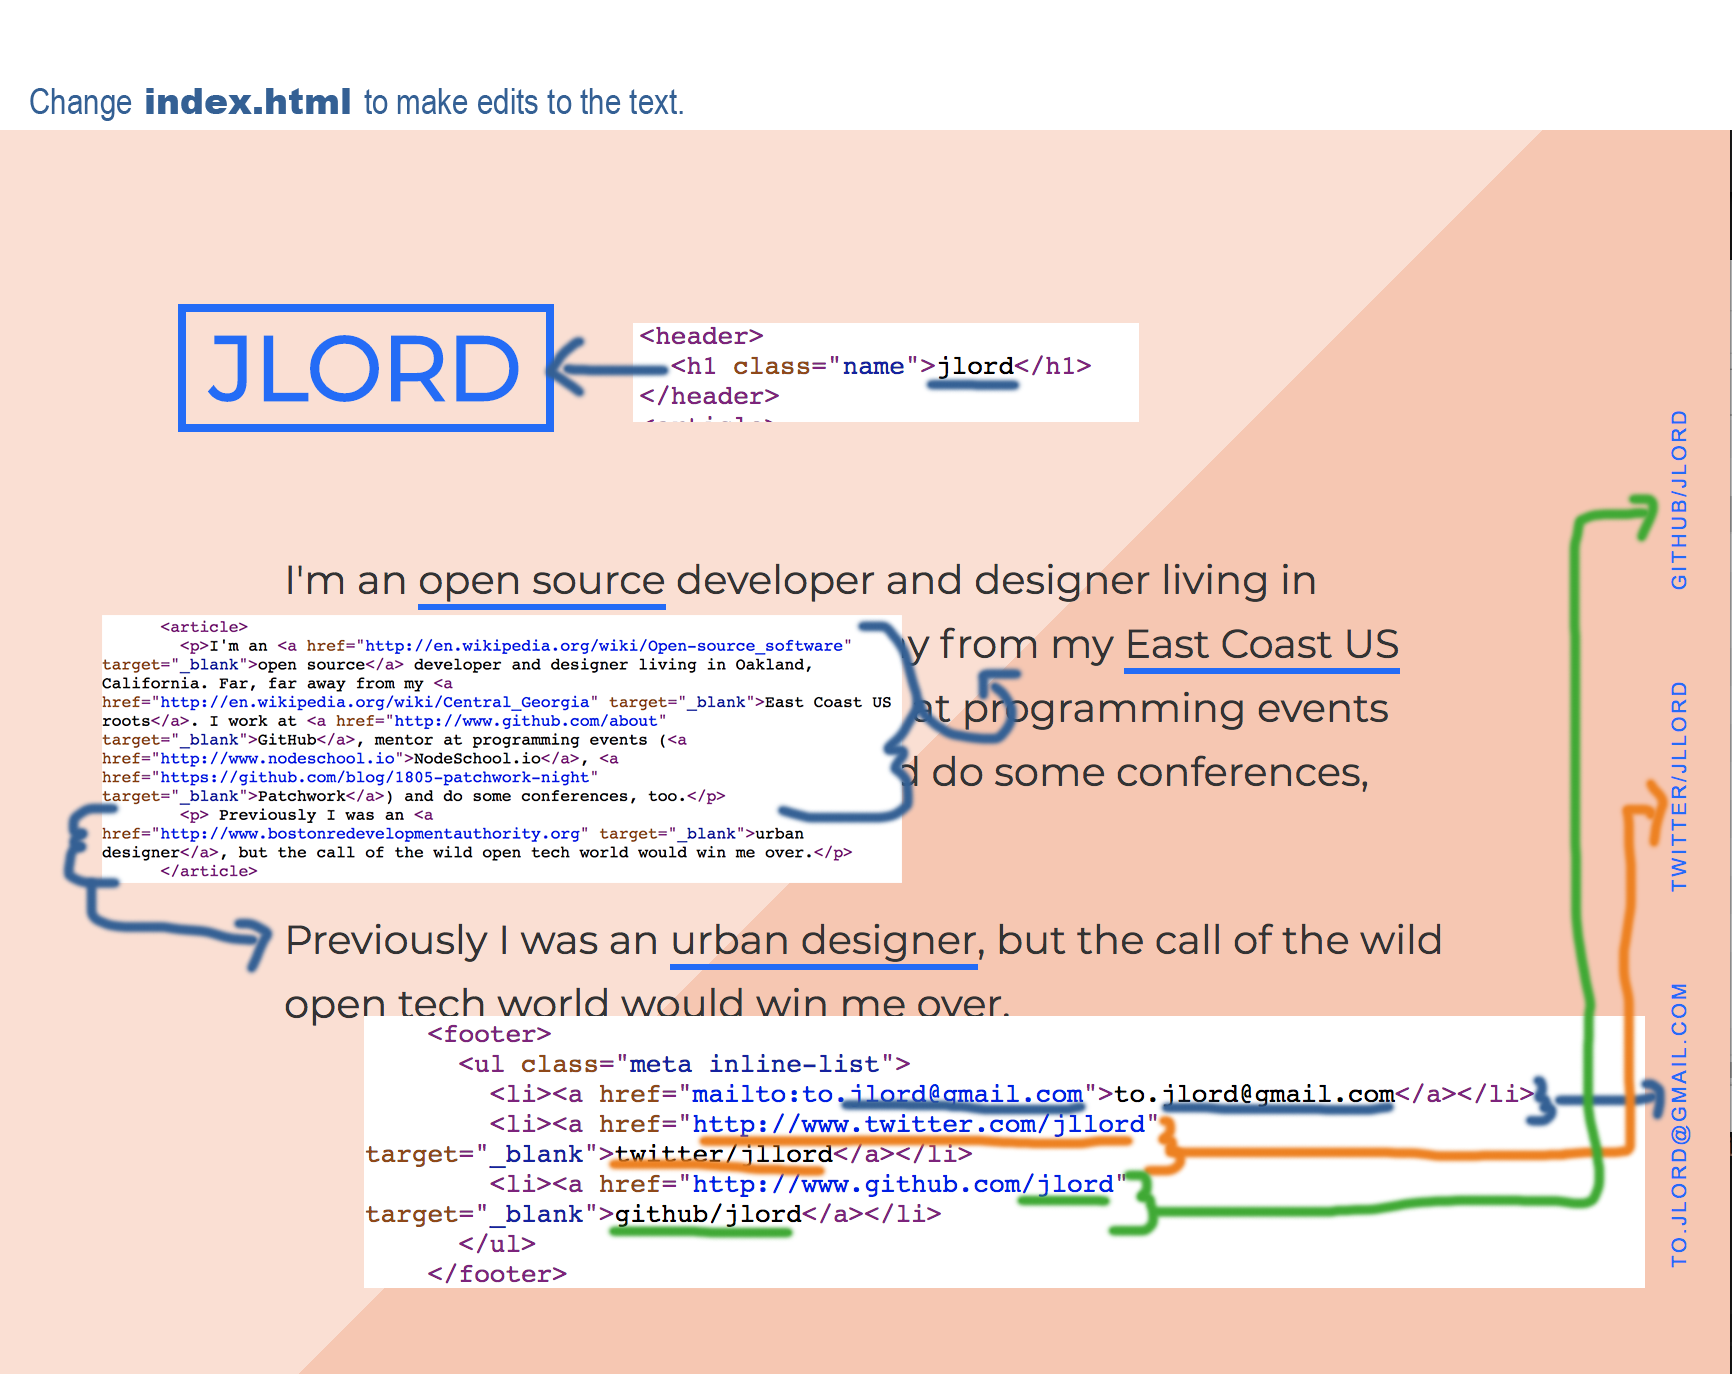 Change index.html to make edits to the text.
JLORD
<header>
<h1 class="name">jlord</h1>
</header>
I'm an open source developer and designer living in
y from my East Coast US
at programming events
d do some conferences,
<article>
<p>I'm an <a href="http://en.wikipedia.org/wiki/Open-source_software"
target="_blank">open source</a> developer and designer living in Oakland,
California. Far, far away from my <a
href="http://en.wikipedia.org/wiki/Central_Georgia" target="_blank">East Coast US
roots</a>. I work at <a href="http://www.github.com/about"
target="_blank">GitHub</a>, mentor at programming events (<a
href="http://www.nodeschool.io">NodeSchool.io</a>, <a
href="https://github.com/blog/1805-patchwork-night"
target="_blank">Patchwork</a>) and do some conferences, too.</p>
<p> Previously I was an <a
href="http://www.bostonredevelopmentauthority.org" target="_blank">urban
designer</a>, but the call of the wild open tech world would win me over.</p>
</article>
Previously I was an urban designer, but the call of the wild
open tech world would win me over.
<footer>
<ul class="meta inline-list">
<li><a href="mailto:to.jlord@gmail.com">to.jlord@gmail.com</a></li>
<li><a href="http://www.twitter.com/jllord"
target="_blank">twitter/jllord</a></li>
<li><a href="http://www.github.com/jlord"
target="_blank">github/jlord</a></li>
</ul>
</footer>
GITHUB/JLORD
TWITTER/JLLORD
TO.JLORD@GMAIL.COM